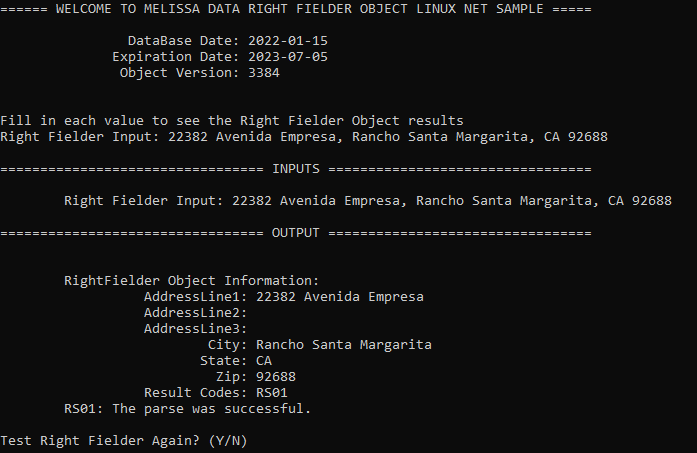 ====== WELCOME TO MELISSA DATA RIGHT FIELDER OBJECT LINUX NET SAMPLE =====
DataBase Date: 2022-01-15
Expiration Date: 2023-07-05
Object Version: 3384
Fill in each value to see the Right Fielder Object results
Right Fielder Input: 22382 Avenida Empresa, Rancho Santa Margarita, CA 92688
================================= INPUTS =================================
Right Fielder Input: 22382 Avenida Empresa, Rancho Santa Margarita, CA 92688
================================= OUTPUT =================================
RightFielder Object Information:
AddressLine1: 22382 Avenida Empresa
AddressLine2:
AddressLine3:
City: Rancho Santa Margarita
State: CA
Zip: 92688
Result Codes: RS01
RS01: The parse was successful.
Test Right Fielder Again? (Y/N)